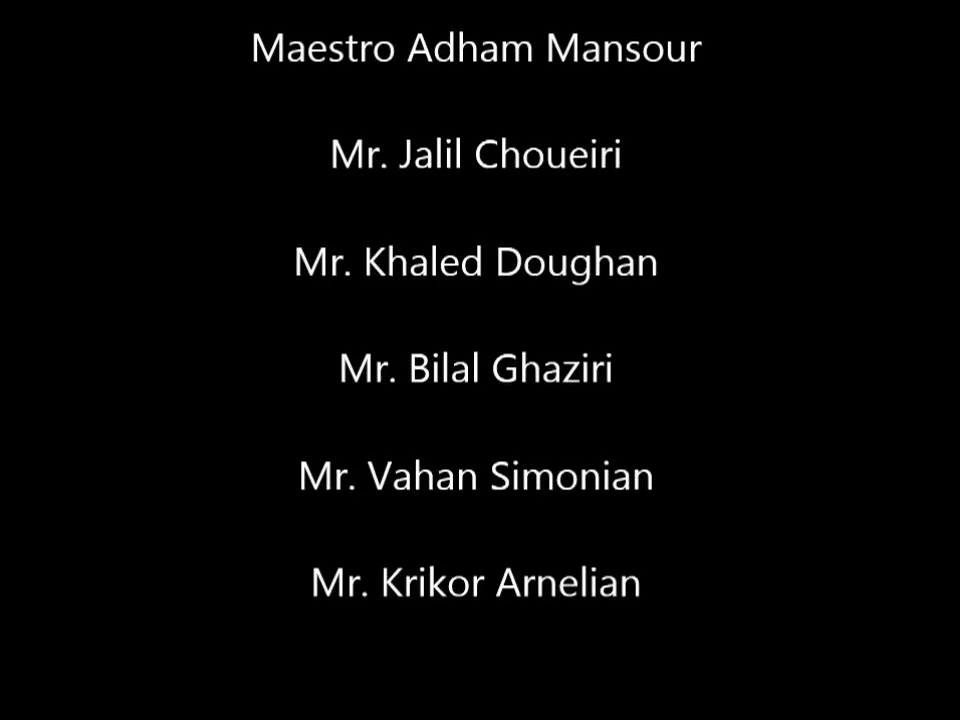 Maestro Adham Mansour
Mr. Jalil Choueiri
Mr. Khaled Doughan
Mr. Bilal Ghaziri
Mr. Vahan Simonian
Mr. Krikor Arnelian